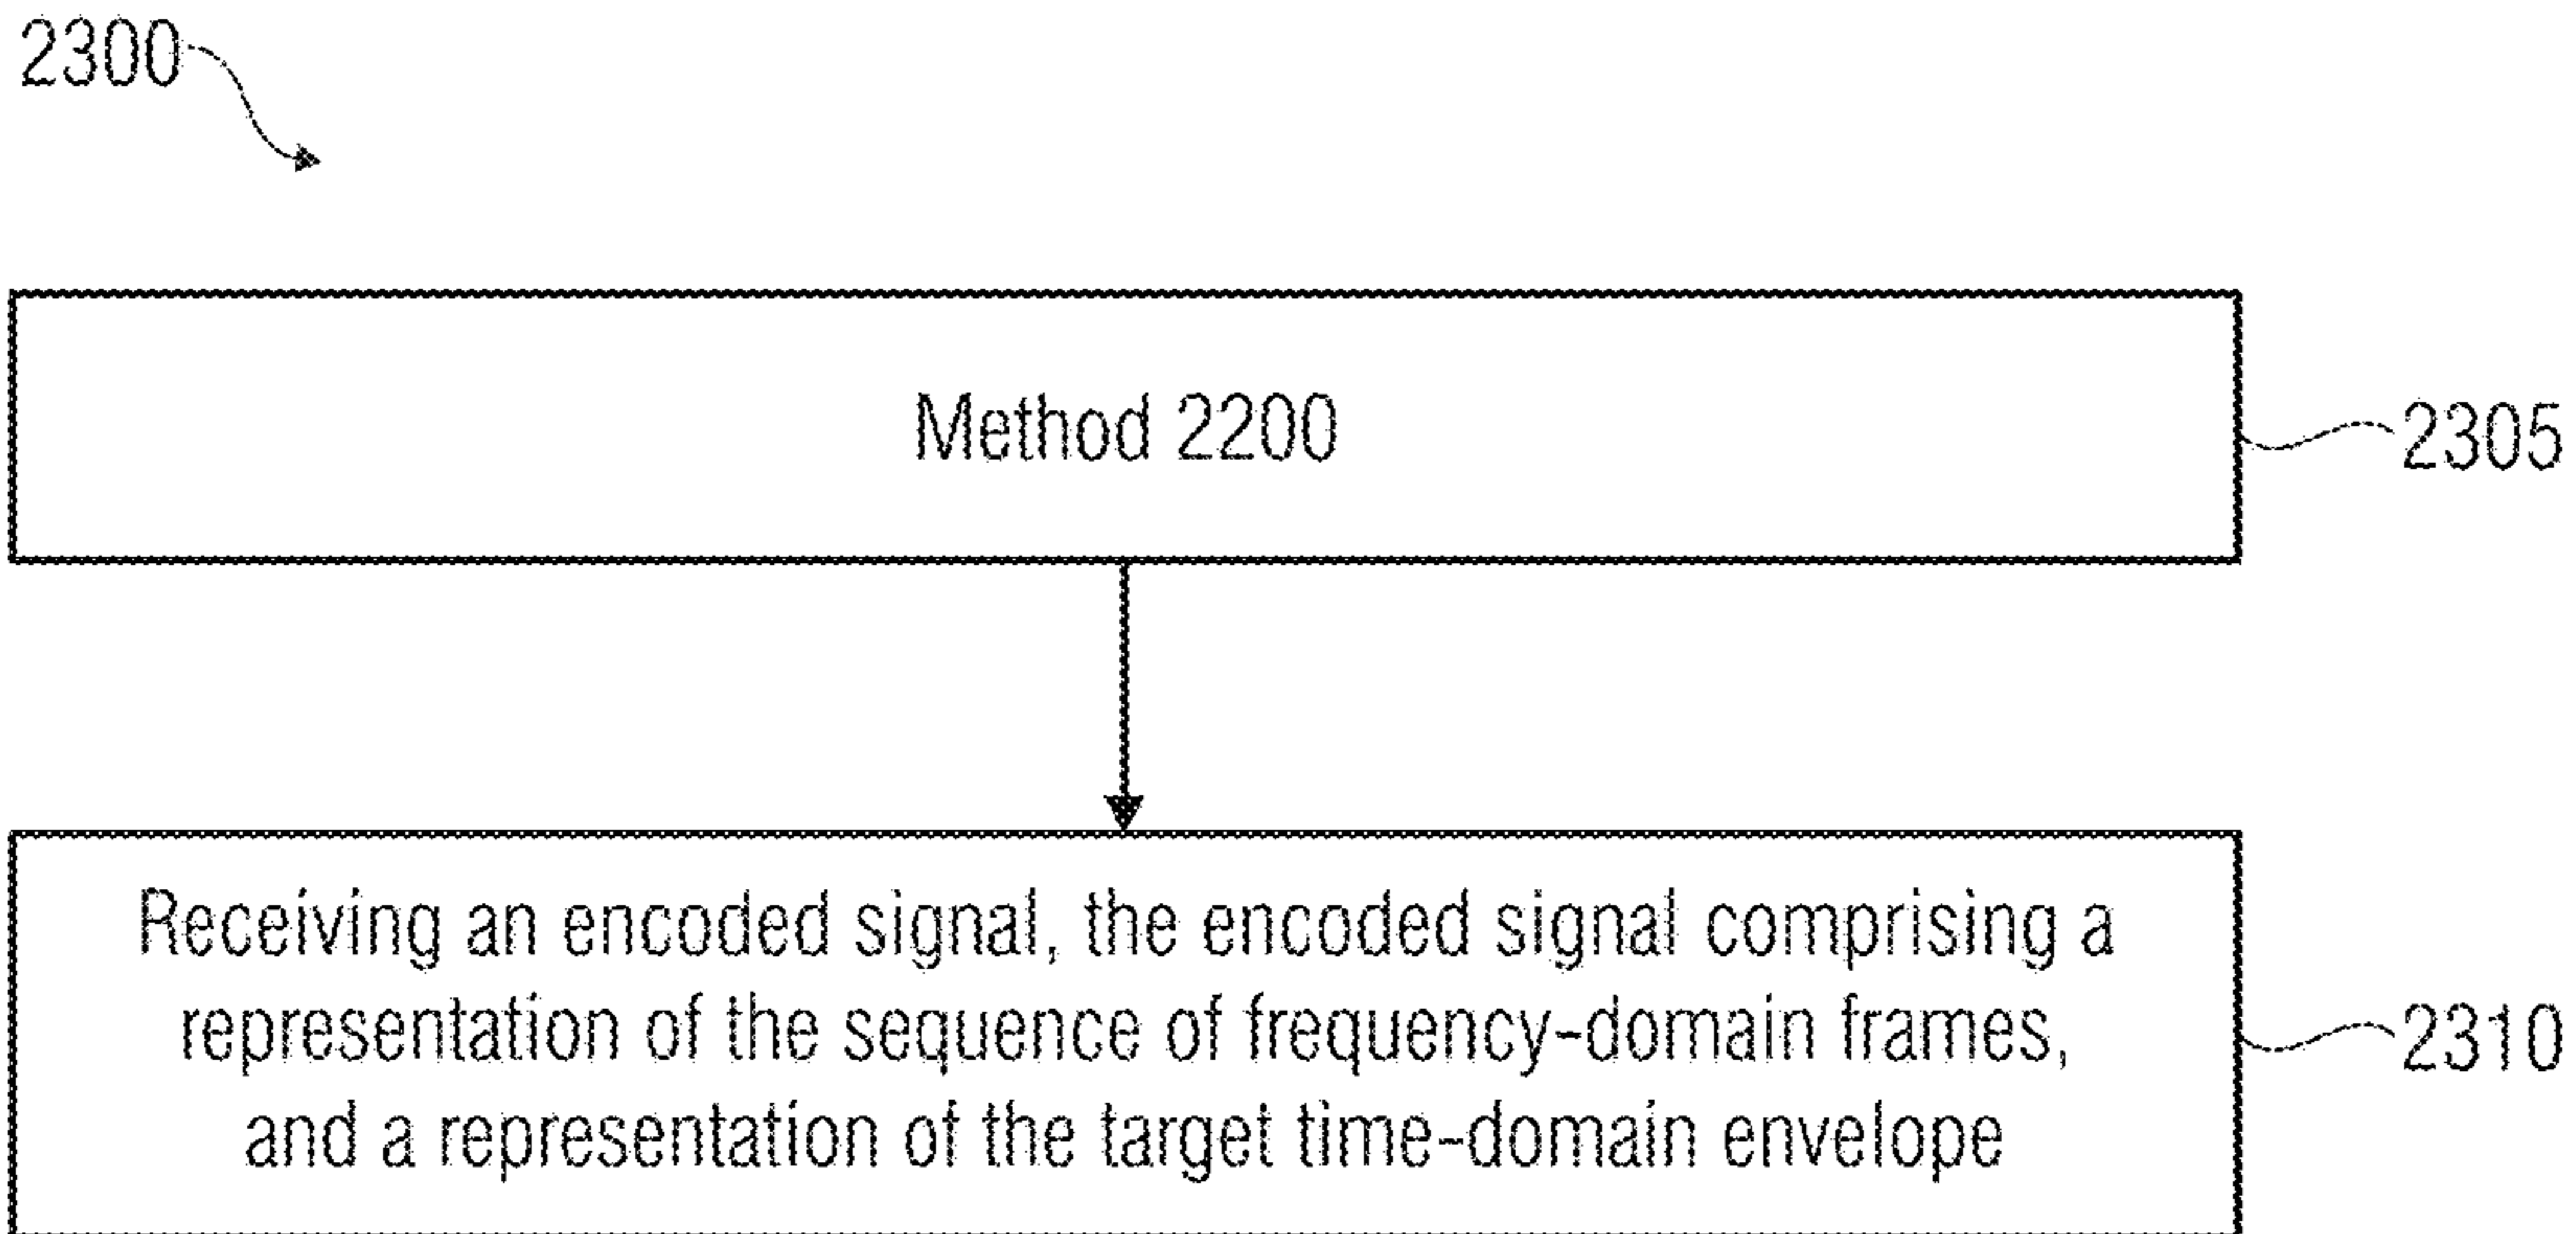 2300
Method 2200
2305
Receiving an encoded signal, the encoded signal comprising a
representation of the sequence of frequency-domain frames,
2310
and a representation of the target time-domain envelope